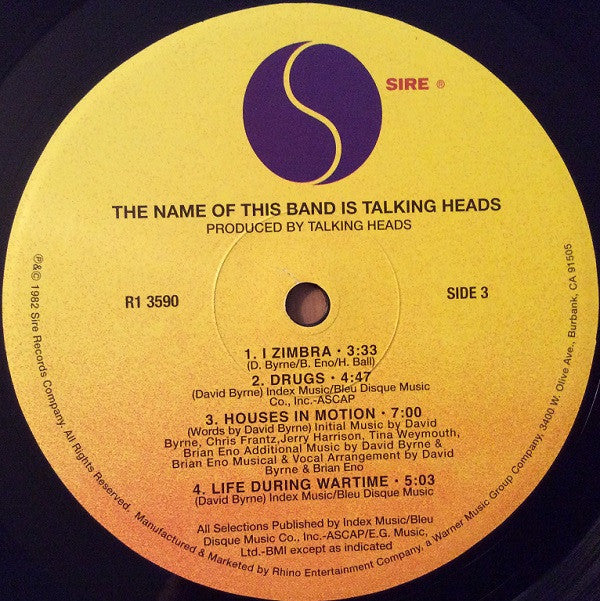 SIRE ®
THE NAME OF THIS BAND IS TALKING HEADS
PRODUCED BY TALKING HEADS
R1 3590
SIDE 3
1. I ZIMBRA • 3:33
(D. Byrne/B. Eno/H. Ball)
2. DRUGS • 4:47
(David Byrne) Index Music/Bleu Disque Music
Co., Inc.-ASCAP
3. HOUSES IN MOTION • 7:00
(Words by David Byrne) Initial Music by David
Byrne, Chris Frantz,Jerry Harrison, Tina Weymouth,
Brian Eno Additional Music by David Byrne &
Brian Eno Musical & Vocal Arrangement by David
Byrne & Brian Eno
4. LIFE DURING WARTIME • 5:03
(David Byrne) Index Music/Bleu Disque Music
All Selections Published by Index Music/Bleu
Disque Music Co., Inc.-ASCAP/E.G. Music,
Ltd.-BMI except as indicated
℗&© 1982 Sire Records Company. All Rights Reserved. Manufactured & Marketed by Rhino Entertainment Company, a Warner Music Group Company, 3400 W. Olive Ave., Burbank, CA 91505